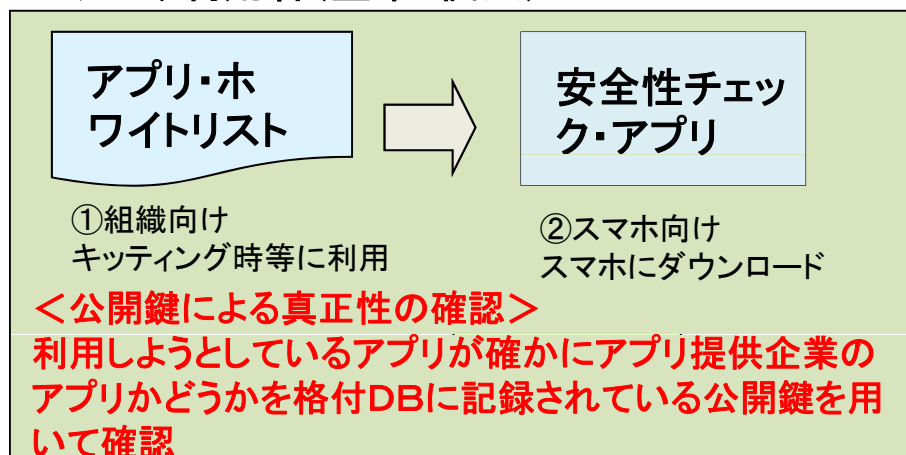 アプリ・ホ
ワイトリスト
安全性チェッ
ク・アプリ
①組織向け
キッティング時等に利用
②スマホ向け
スマホにダウンロード
＜公開鍵による真正性の確認＞
利用しようとしているアプリが確かにアプリ提供企業の
アプリかどうかを格付DBに記録されている公開鍵を用
いて確認